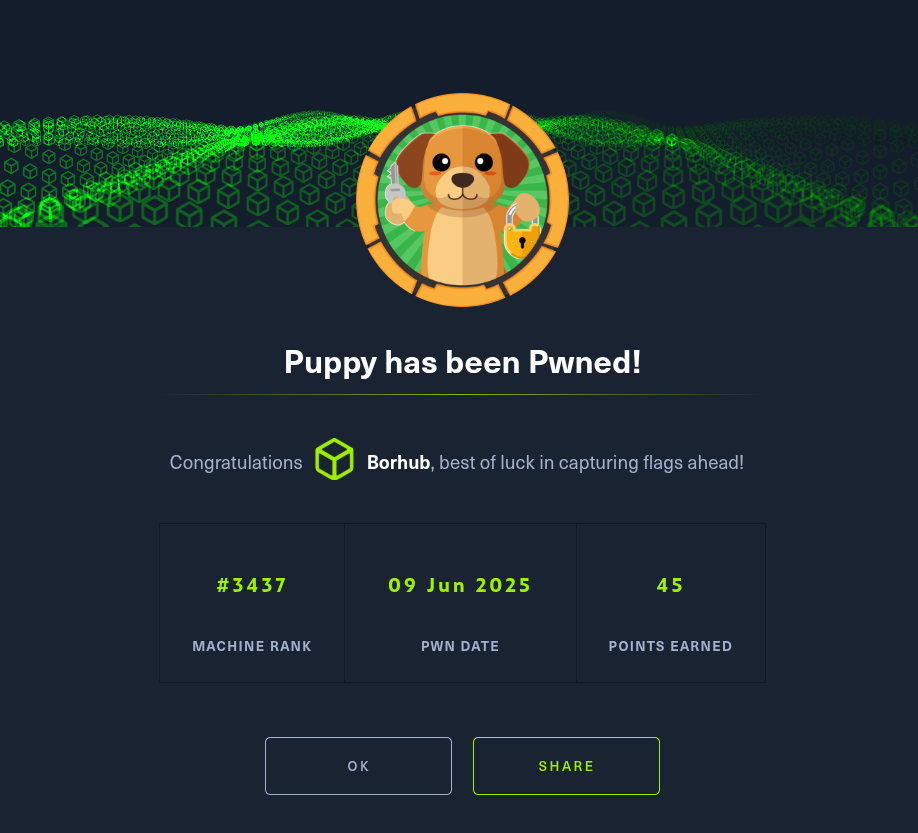 Puppy has been Pwned!
Congratulations Borhub, best of luck in capturing flags ahead!
#3437 09 Jun 2025 45
MACHINE RANK PWN DATE POINTS EARNED
OK SHARE